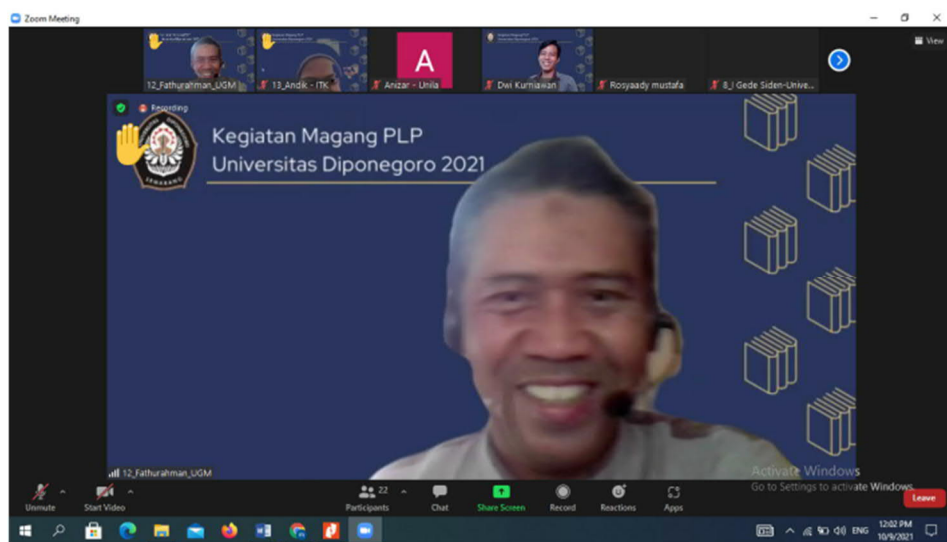 Zoom Meeting
View
12_Fathurahman_UGM
13_Andik - ITK
A
Anizar - Unila
Dwi Kurniawan
Rosyaady mustafa
8_I Gede Siden-Unive...
Recording
Kegiatan Magang PLP
Universitas Diponegoro 2021
SEMARANG
12_Fathurahman_UGM
Activate Windows
Go to Settings to activate Windows.
Unmute
Start Video
22
Participants
Chat
Share Screen
Record
Reactions
Apps
Leave
ENG
12:02 PM
10/9/2021